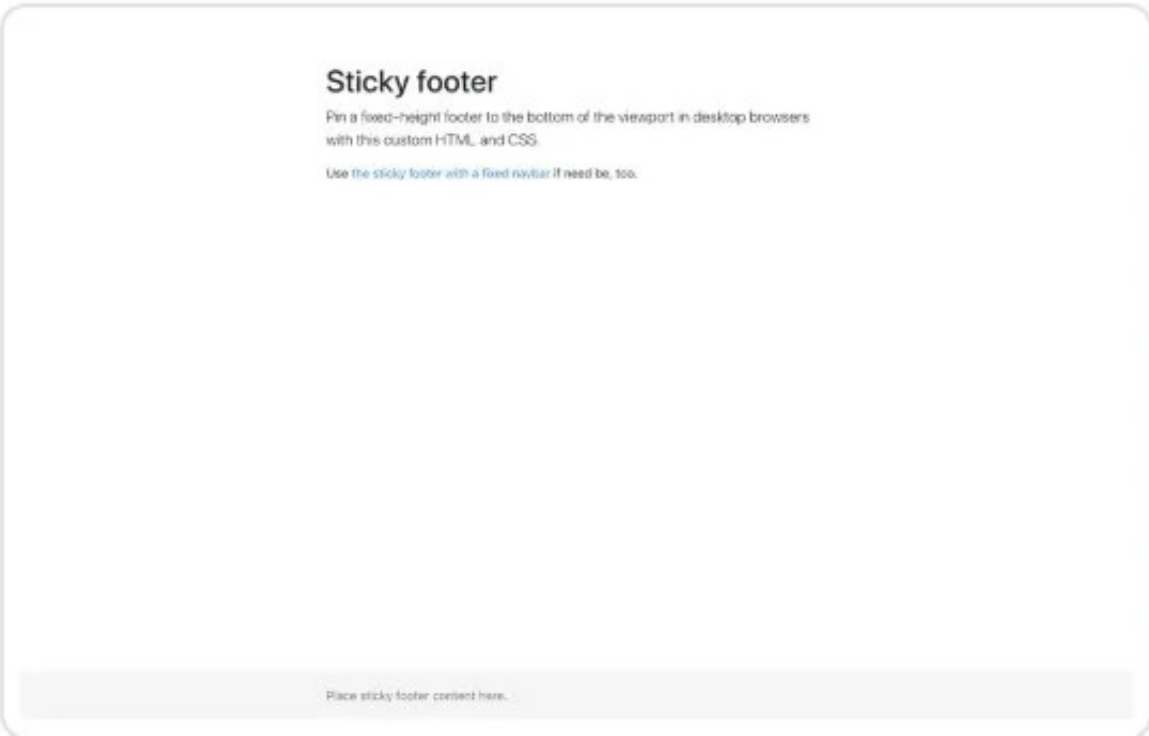 Sticky footer
Pin a fixed-height footer to the bottom of the viewport in desktop browsers
with this custom HTML and CSS.
Use the sticky footer with a fixed navbar if need be, too.
Place sticky footer content here.